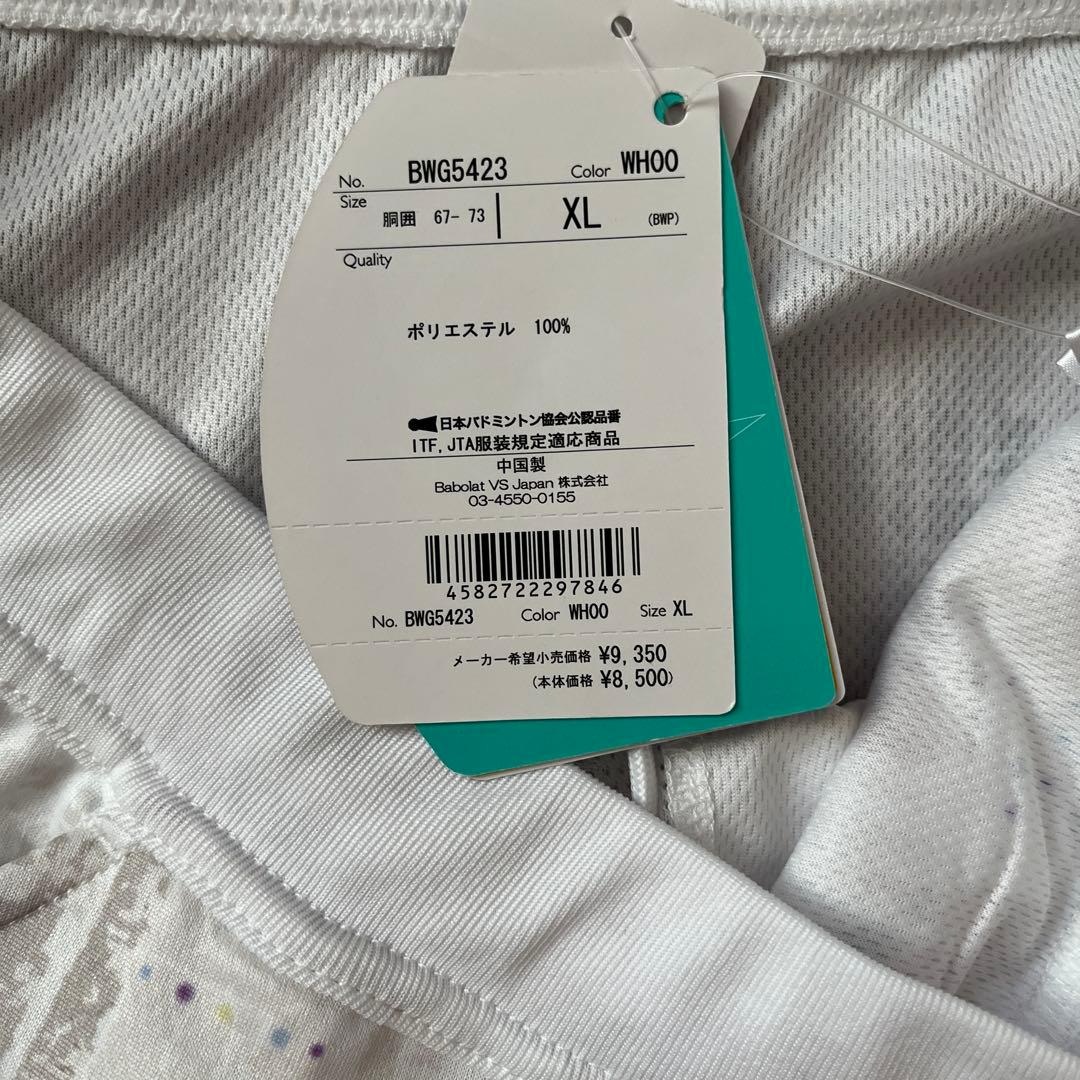 No. BWG5423 Color WH00
Size 胴囲 67- 73 XL (BWP)
Quality
ポリエステル 100%
日本バドミントン協会公認品番
ITF, JTA服装規定適応商品
中国製
Babolat VS Japan 株式会社
03-4550-0155
4582722297846
No. BWG5423 Color WH00 Size XL
メーカー希望小売価格 ¥9,350
(本体価格 ¥8,500)